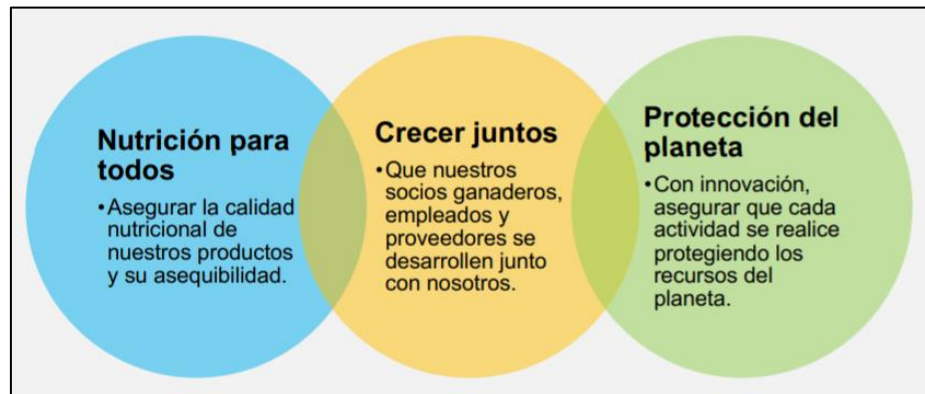 Nutrición para
todos
•Asegurar la calidad
nutricional de
nuestros productos
y su asequibilidad.
Crecer juntos
•Que nuestros
socios ganaderos,
empleados y
proveedores se
desarrollen junto
con nosotros.
Protección del
planeta
•Con innovación,
asegurar que cada
actividad se realice
protegiendo los
recursos del
planeta.